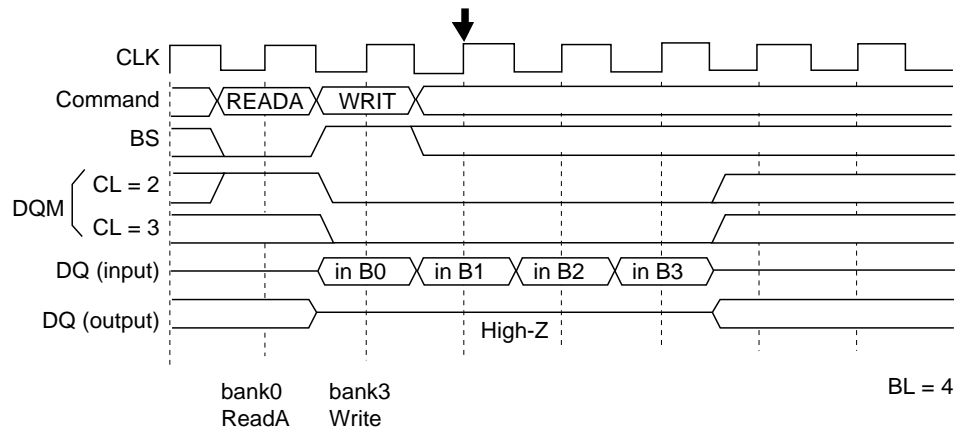 CLK
Command READA WRIT
BS
DQM CL = 2
CL = 3
DQ (input) in B0 in B1 in B2 in B3
DQ (output) High-Z
bank0 bank3 BL = 4
ReadA Write